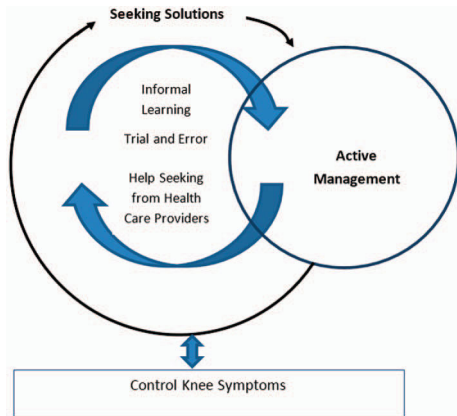 Seeking Solutions
Informal
Learning
Trial and Error
Help Seeking
from Health
Care Providers
Active
Management
Control Knee Symptoms